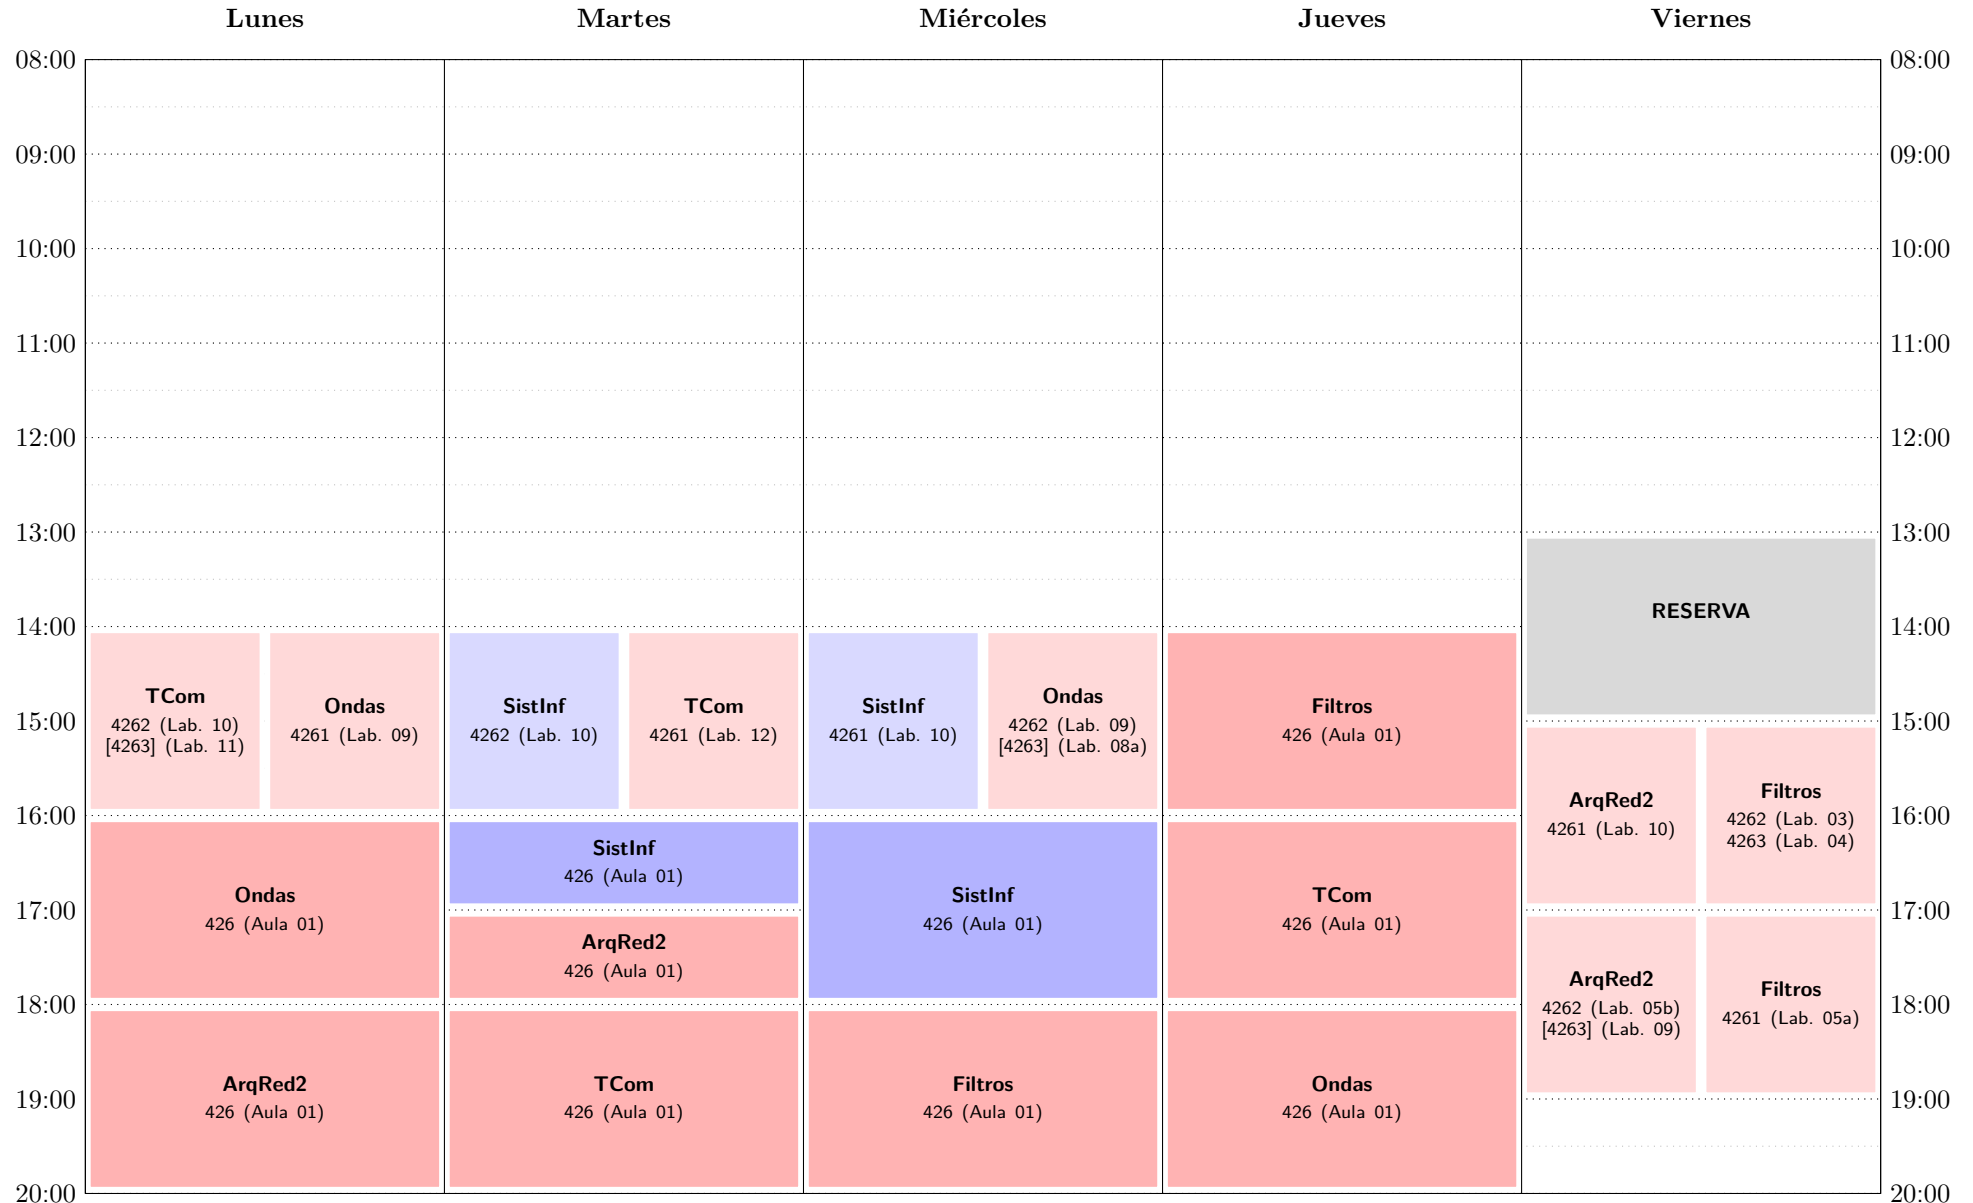 Lunes Martes Miércoles Jueves Viernes
08:00 08:00
09:00 09:00
10:00 10:00
11:00 11:00
12:00 12:00
13:00 13:00
RESERVA
14:00 14:00
TCom
4262 (Lab. 10)
[4263] (Lab. 11)
Ondas
4261 (Lab. 09)
SistInf
4262 (Lab. 10)
TCom
4261 (Lab. 12)
SistInf
4261 (Lab. 10)
Ondas
4262 (Lab. 09)
[4263] (Lab. 08a)
Filtros
426 (Aula 01)
15:00 15:00
ArqRed2
4261 (Lab. 10)
Filtros
4262 (Lab. 03)
4263 (Lab. 04)
16:00 16:00
Ondas
426 (Aula 01)
SistInf
426 (Aula 01)
SistInf
426 (Aula 01)
TCom
426 (Aula 01)
17:00 17:00
ArqRed2
426 (Aula 01)
ArqRed2
4262 (Lab. 05b)
[4263] (Lab. 09)
Filtros
4261 (Lab. 05a)
18:00 18:00
ArqRed2
426 (Aula 01)
TCom
426 (Aula 01)
Filtros
426 (Aula 01)
Ondas
426 (Aula 01)
19:00 19:00
20:00 20:00